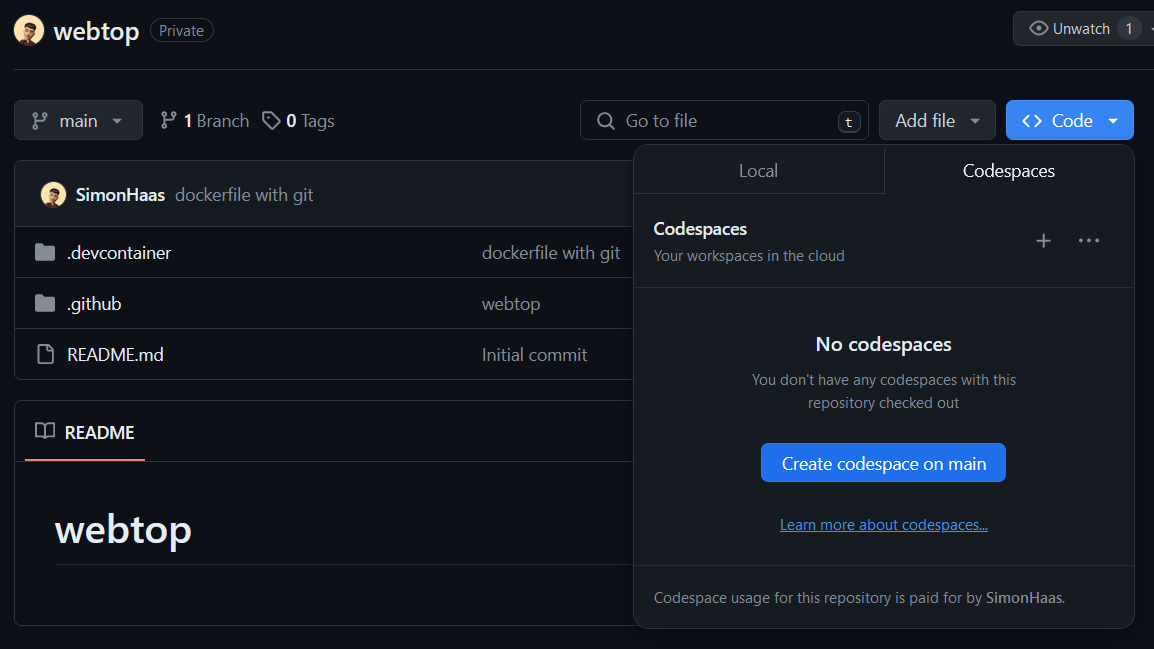 webtop Private Unwatch 1
main 1 Branch 0 Tags Go to file t Add file Code
Local Codespaces
SimonHaas dockerfile with git
Codespaces
Your workspaces in the cloud
.devcontainer dockerfile with git
.github webtop
README.md Initial commit
No codespaces
You don't have any codespaces with this
repository checked out
README
Create codespace on main
webtop
Learn more about codespaces...
Codespace usage for this repository is paid for by SimonHaas.